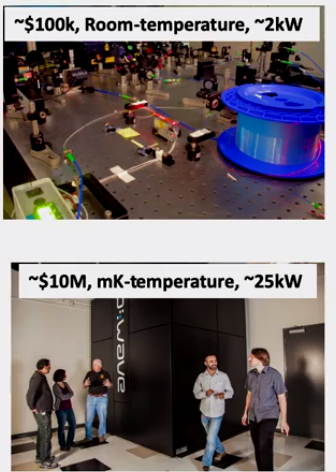 ~$100k, Room-temperature, ~2kW
~$10M, mK-temperature, ~25kW
D:wave